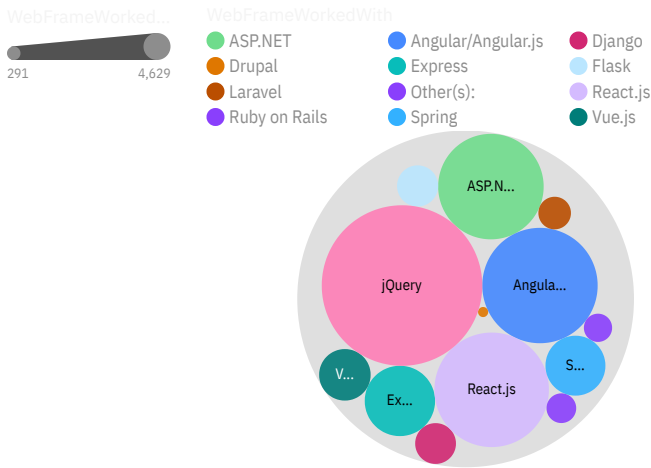 WebFrameWorked...
WebFrameWorkedWith
291
4,629
ASP.NET
Angular/Angular.js
Django
Drupal
Express
Flask
Laravel
Other(s):
React.js
Ruby on Rails
Spring
Vue.js
ASP.N...
jQuery
Angula...
V...
Ex...
React.js
S...